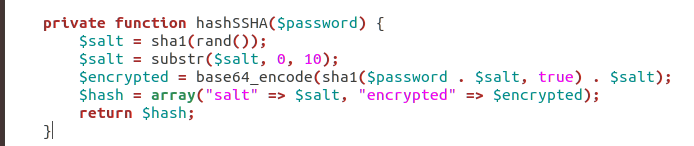 private function hashSSHA($password) {
$salt = sha1(rand());
$salt = substr($salt, 0, 10);
$encrypted = base64_encode(sha1($password . $salt, true) . $salt);
$hash = array("salt" => $salt, "encrypted" => $encrypted);
return $hash;
}